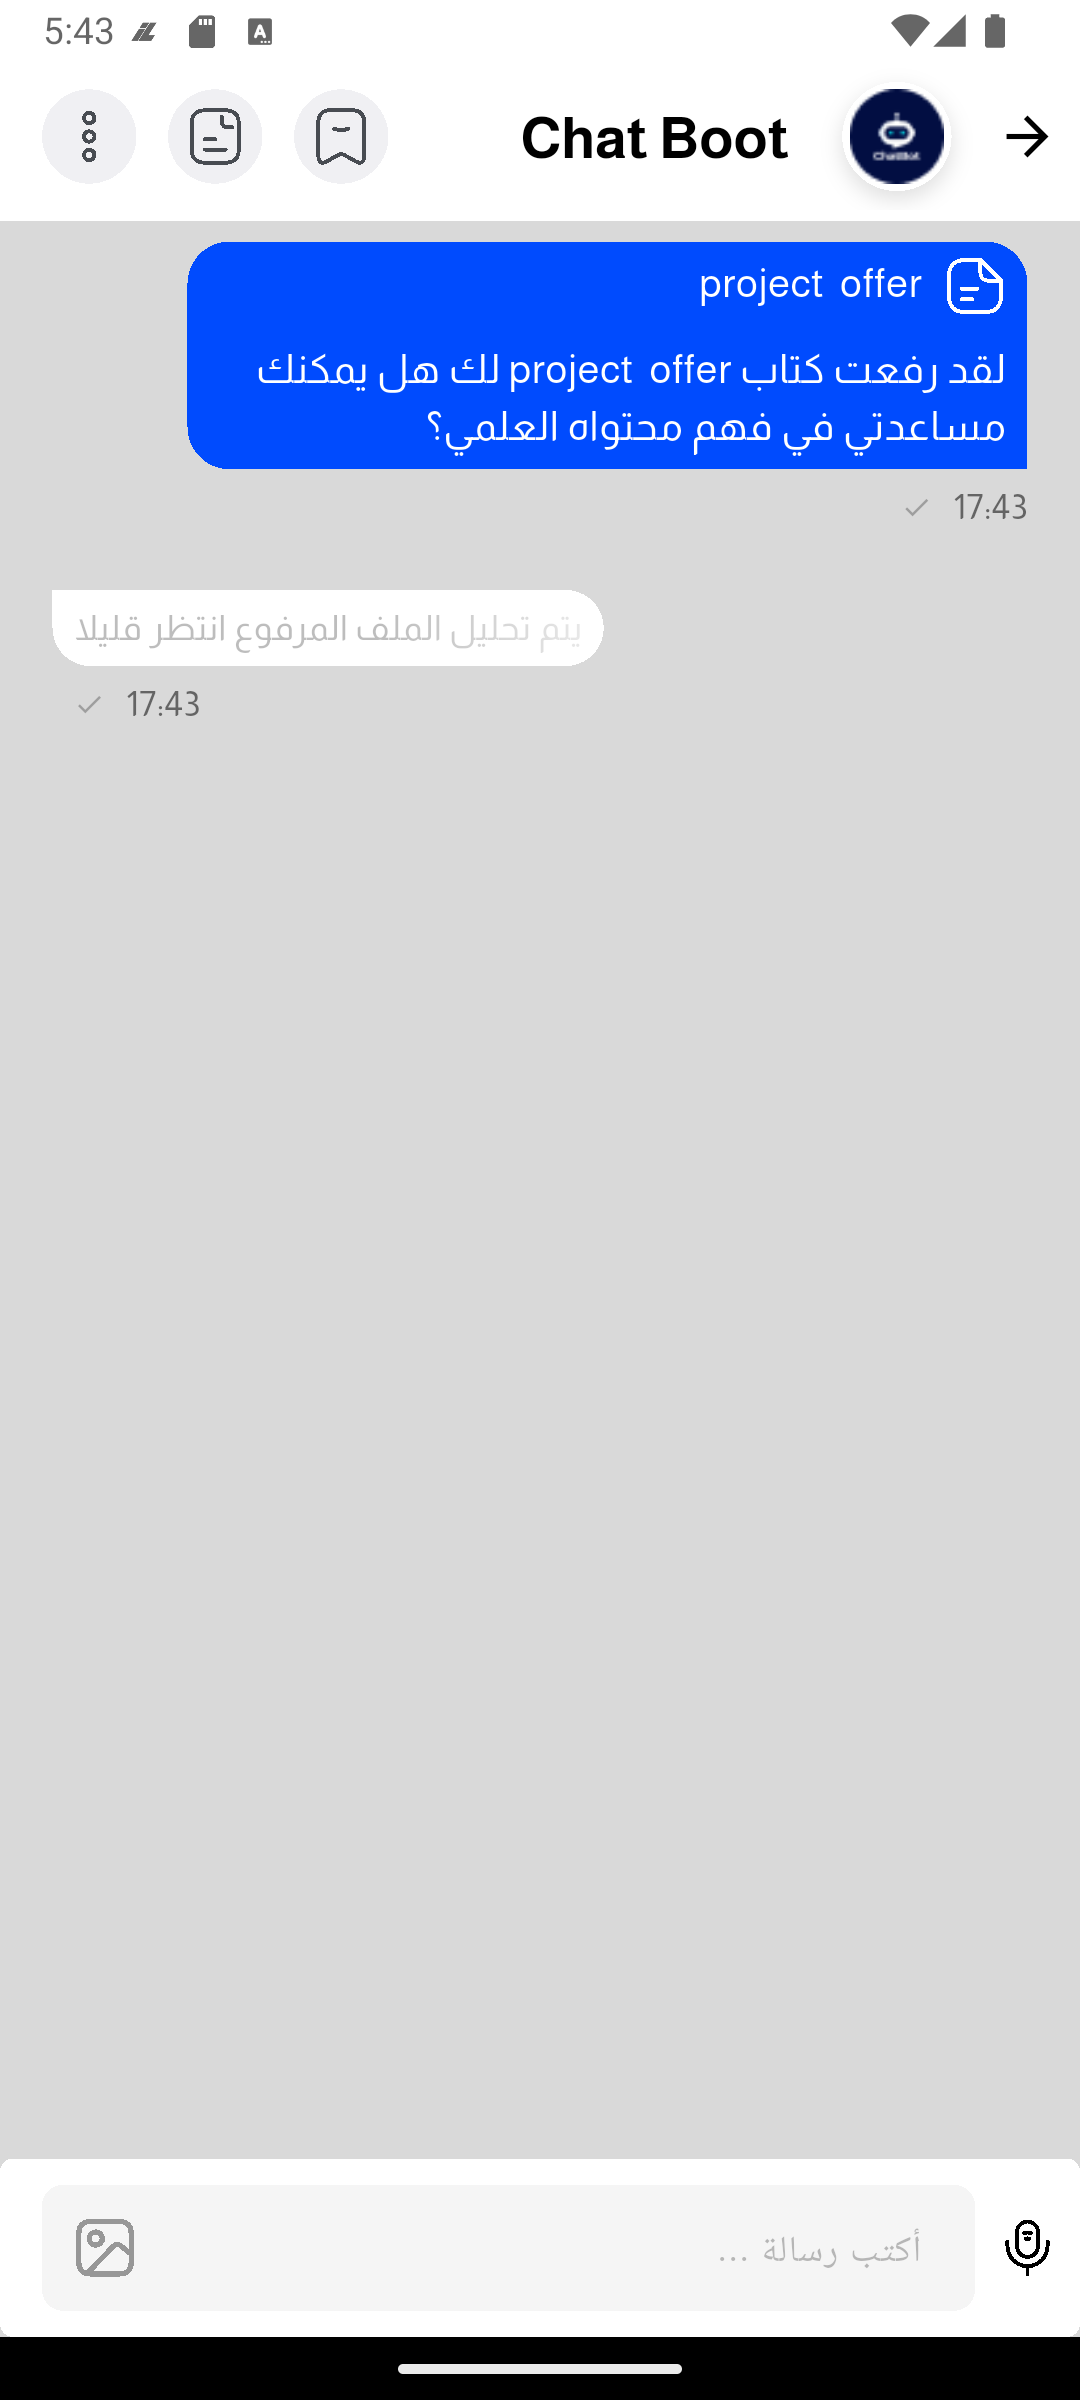 5:43
Chat Boot
ChatBot
project offer
لقد رفعت كتاب project offer لك هل يمكنك
مساعدتي في فهم محتواه العلمي؟
17:43
يتم تحليل الملف المرفوع انتظر قليلا
17:43
أكتب رسالة ...